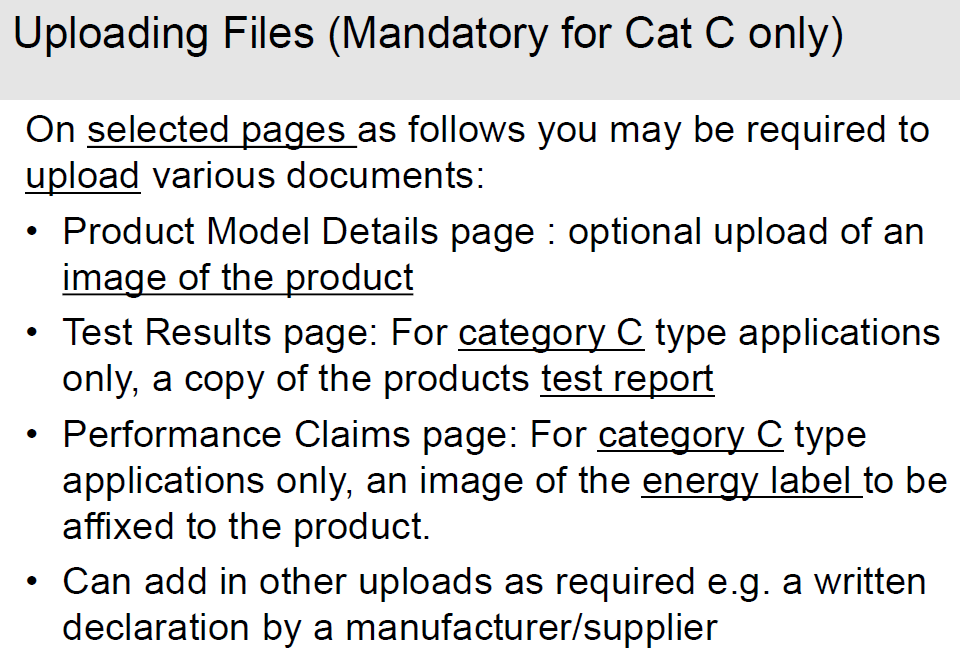 Uploading Files (Mandatory for Cat C only)
On selected pages as follows you may be required to
upload various documents:
• Product Model Details page : optional upload of an
image of the product
• Test Results page: For category C type applications
only, a copy of the products test report
• Performance Claims page: For category C type
applications only, an image of the energy label to be
affixed to the product.
• Can add in other uploads as required e.g. a written
declaration by a manufacturer/supplier